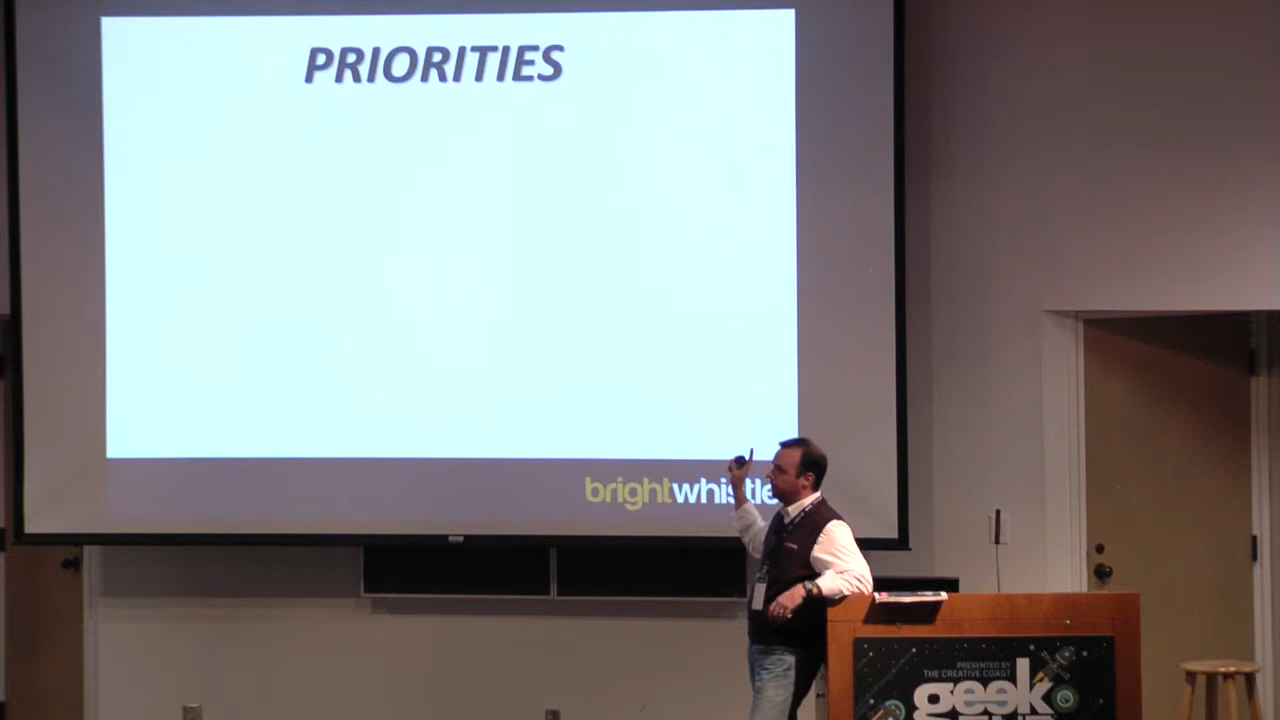 PRIORITIES
brightwhistle
PRESENTED BY
THE CREATIVE COAST
geek